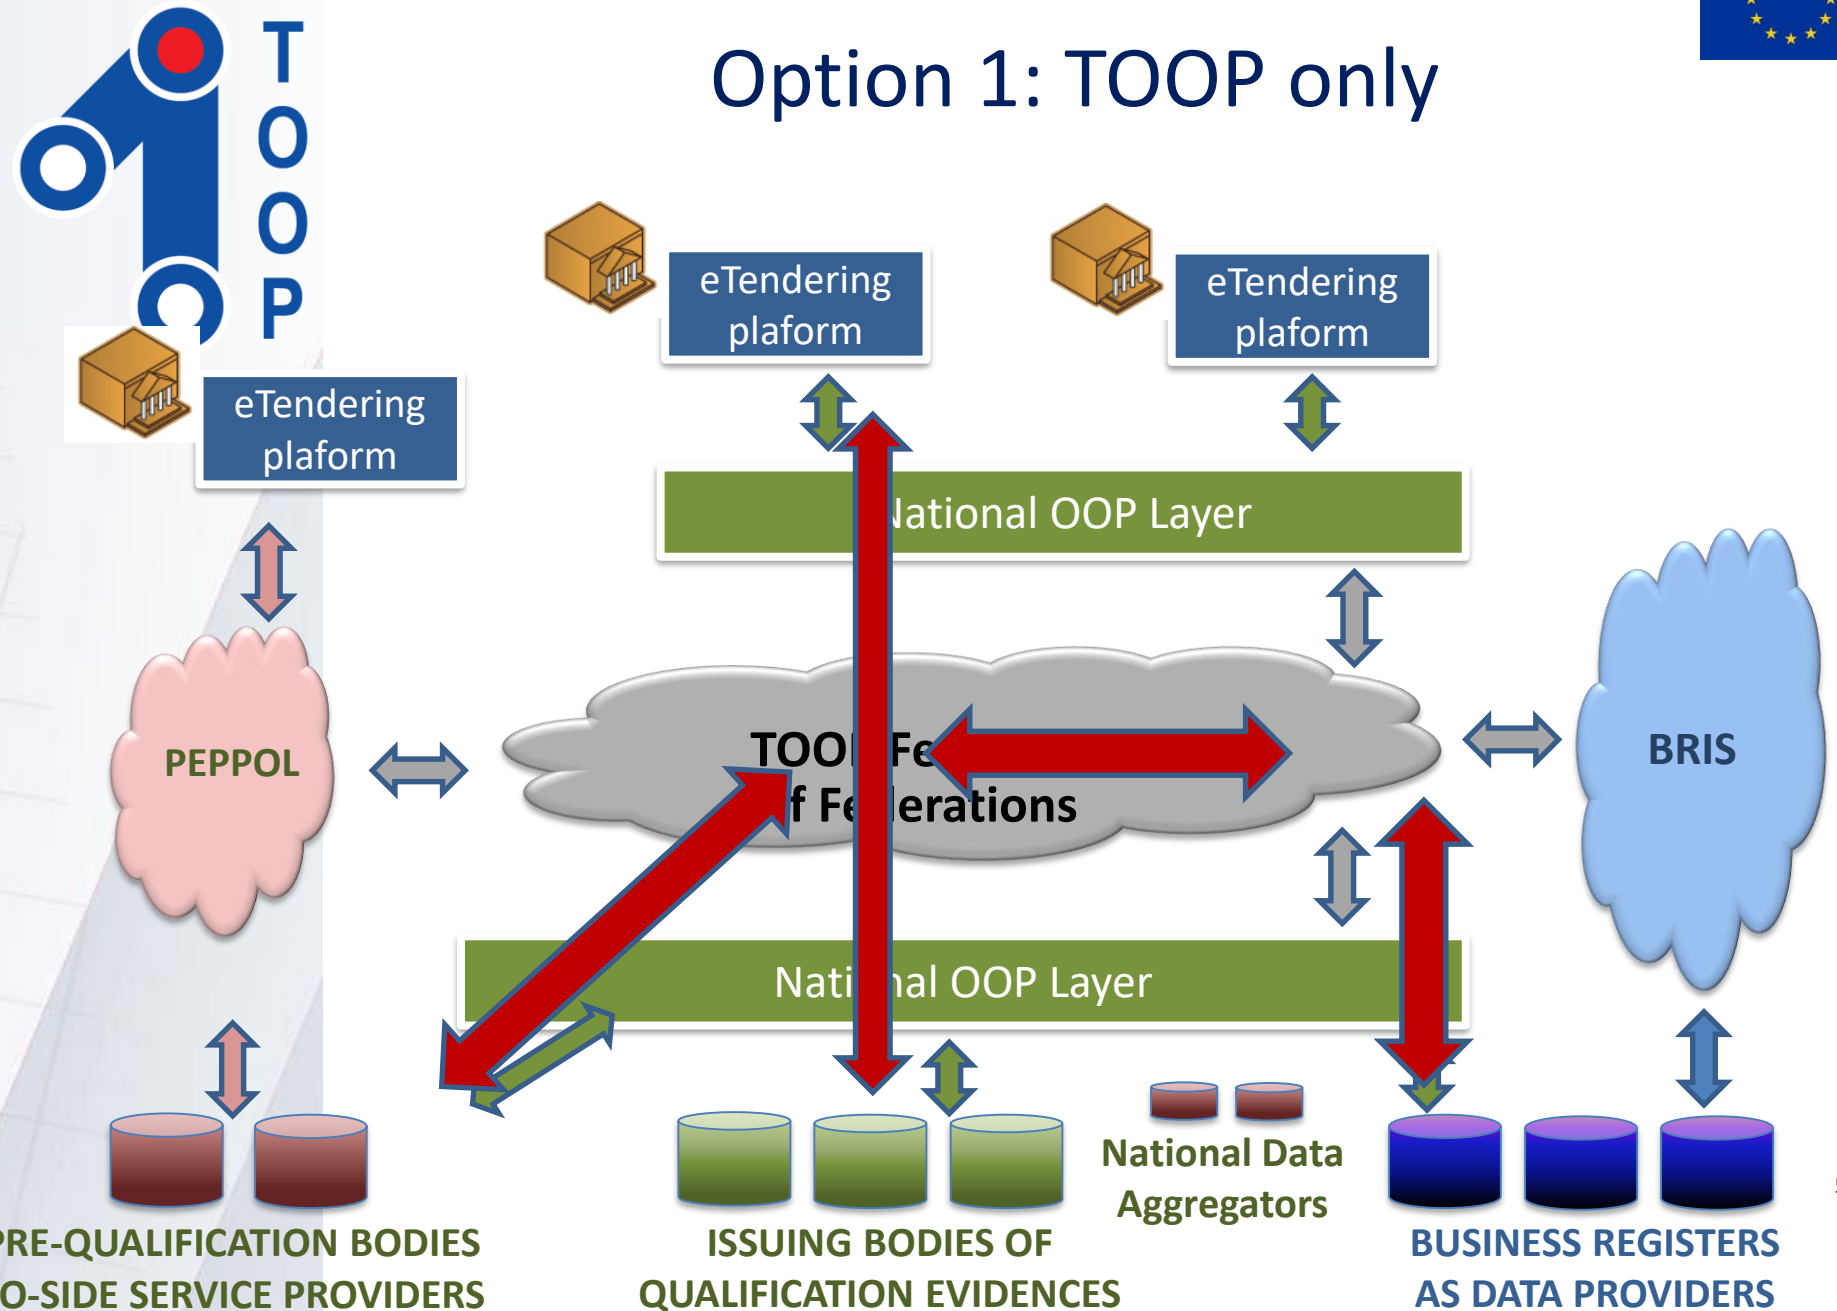 T
O
O
P
Option 1: TOOP only
eTendering
plaform
eTendering
plaform
eTendering
plaform
National OOP Layer
PEPPOL
TOOP
of Federations
BRIS
National OOP Layer
National Data
Aggregators
PRE-QUALIFICATION BODIES
O-SIDE SERVICE PROVIDERS
ISSUING BODIES OF
QUALIFICATION EVIDENCES
BUSINESS REGISTERS
AS DATA PROVIDERS